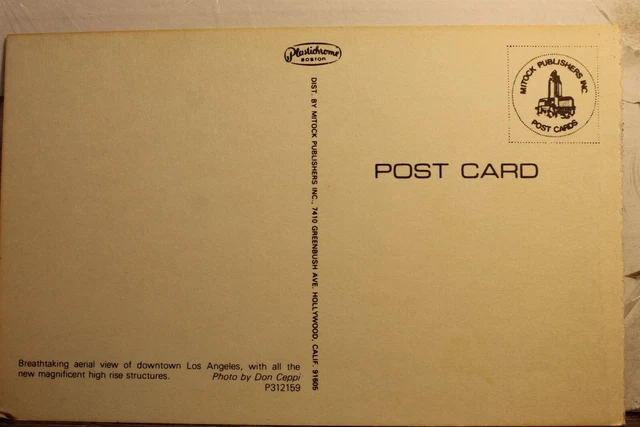 Plastichrome
BOSTON
DIST. BY MITOCK PUBLISHERS INC., 7410 GREENBUSH AVE. HOLLYWOOD, CALIF. 91605
MITOCK PUBLISHERS INC.
POST CARDS
POST CARD
Breathtaking aerial view of downtown Los Angeles, with all the
new magnificent high rise structures. Photo by Don Ceppi
P312159